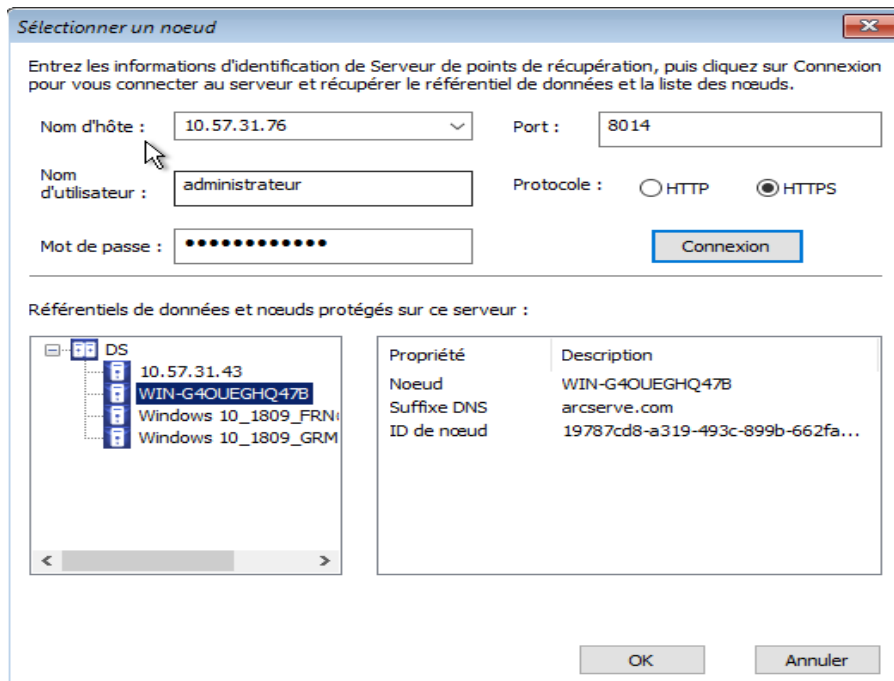 Sélectionner un noeud
Entrez les informations d'identification de Serveur de points de récupération, puis cliquez sur Connexion
pour vous connecter au serveur et récupérer le référentiel de données et la liste des nœuds.
Nom d'hôte : 10.57.31.76 Port : 8014
Nom
d'utilisateur : administrateur Protocole : HTTP HTTPS
Mot de passe : ●●●●●●●●●●●● Connexion
Référentiels de données et nœuds protégés sur ce serveur :
DS
10.57.31.43
WIN-G4OUEGHQ47B
Windows 10_1809_FRN
Windows 10_1809_GRM
Propriété Description
Noeud WIN-G4OUEGHQ47B
Suffixe DNS arcserve.com
ID de nœud 19787cd8-a319-493c-899b-662fa...
OK Annuler